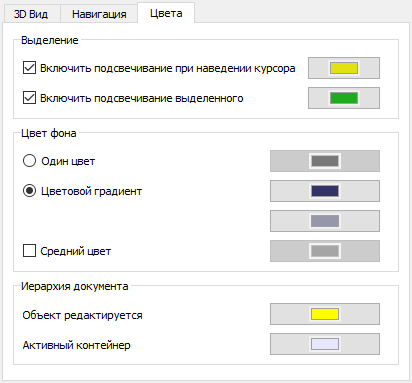 3D Вид Навигация Цвета
Выделение
Включить подсвечивание при наведении курсора
Включить подсвечивание выделенного
Цвет фона
Один цвет
Цветовой градиент
Средний цвет
Иерархия документа
Объект редактируется
Активный контейнер